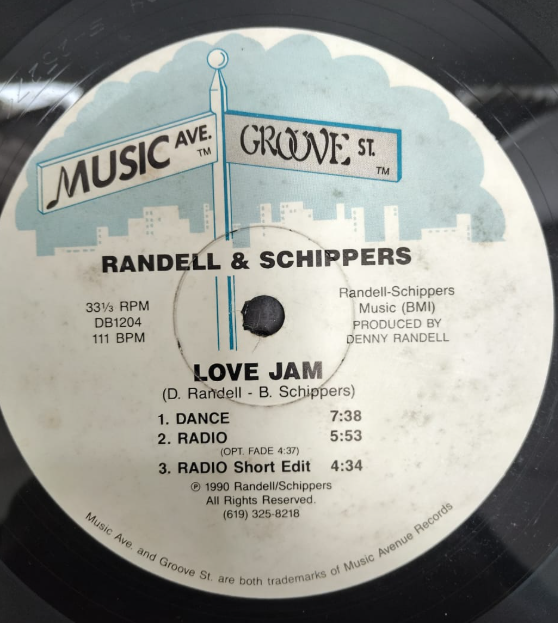 MUSIC AVE. ™
GROOVE ST. ™
RANDELL & SCHIPPERS
33⅓ RPM
DB1204
111 BPM
Randell-Schippers
Music (BMI)
PRODUCED BY
DENNY RANDELL
LOVE JAM
(D. Randell - B. Schippers)
1. DANCE 7:38
2. RADIO 5:53
(OPT. FADE 4:37)
3. RADIO Short Edit 4:34
℗ 1990 Randell/Schippers
All Rights Reserved.
(619) 325-8218
Music Ave. and Groove St. are both trademarks of Music Avenue Records